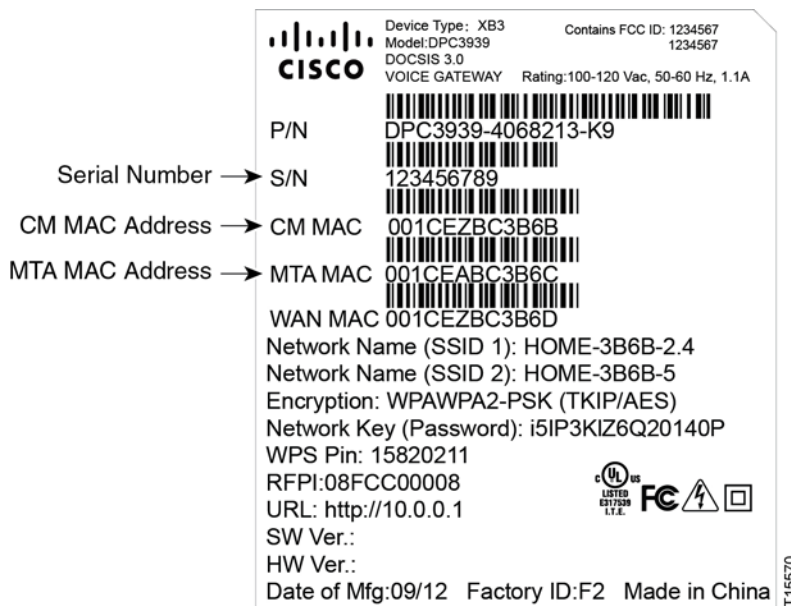 CISCO
Device Type: XB3
Model:DPC3939
DOCSIS 3.0
VOICE GATEWAY
Contains FCC ID: 1234567
1234567
Rating:100-120 Vac, 50-60 Hz, 1.1A
P/N DPC3939-4068213-K9
Serial Number S/N 123456789
CM MAC Address CM MAC 001CEZBC3B6B
MTA MAC Address MTA MAC 001CEABC3B6C
WAN MAC 001CEZBC3B6D
Network Name (SSID 1): HOME-3B6B-2.4
Network Name (SSID 2): HOME-3B6B-5
Encryption: WPAWPA2-PSK (TKIP/AES)
Network Key (Password): i5IP3KIZ6Q20140P
WPS Pin: 15820211
RFPI:08FCC00008
URL: http://10.0.0.1
SW Ver.:
HW Ver.:
Date of Mfg:09/12 Factory ID:F2 Made in China
c UL us
LISTED
E317539
I.T.E.
FC
T15570